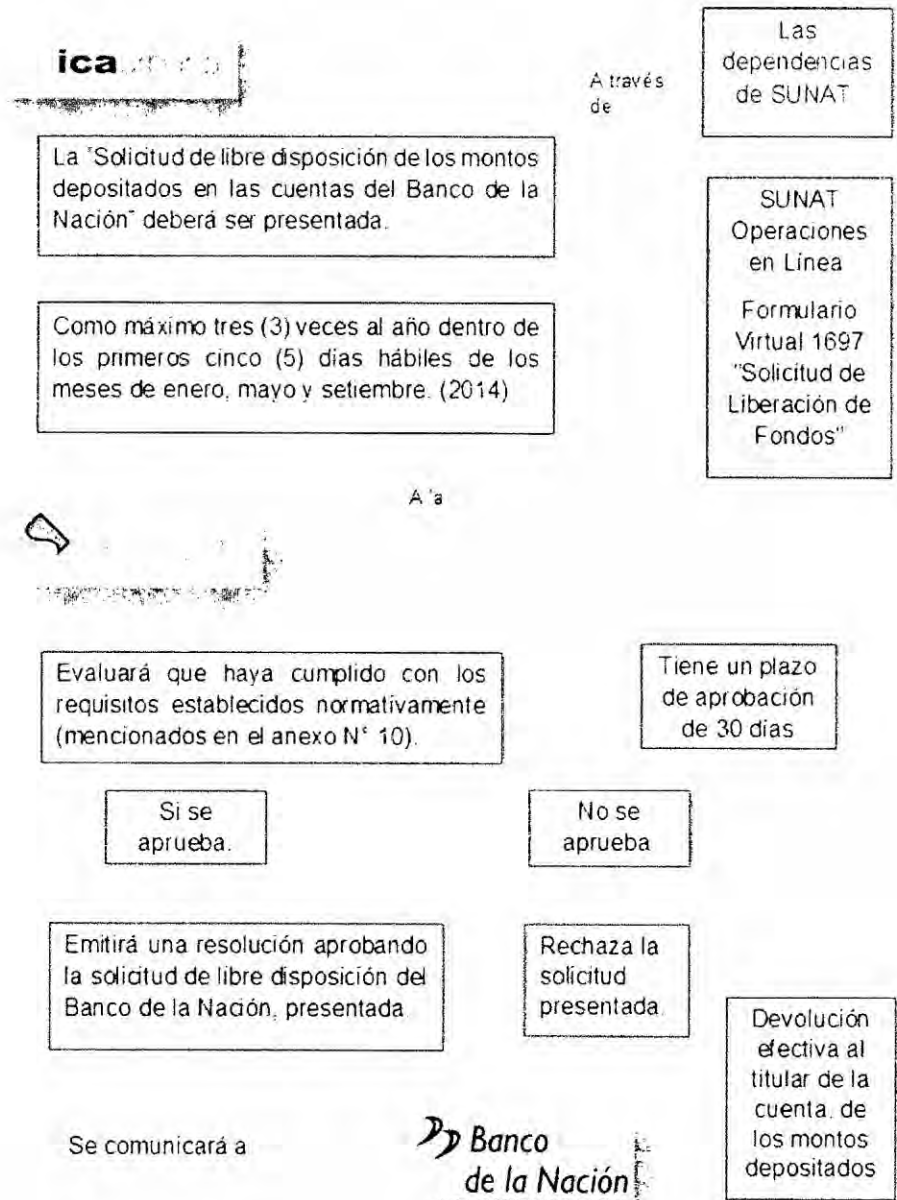 ica
A través
de
Las
dependencias
de SUNAT
La "Solicitud de libre disposición de los montos
depositados en las cuentas del Banco de la
Nación" deberá ser presentada.
SUNAT
Operaciones
en Línea
Formulario
Virtual 1697
"Solicitud de
Liberación de
Fondos"
Como máximo tres (3) veces al año dentro de
los primeros cinco (5) días hábiles de los
meses de enero, mayo y setiembre. (2014)
A la
Evaluará que haya cumplido con los
requisitos establecidos normativamente
(mencionados en el anexo N° 10).
Tiene un plazo
de aprobación
de 30 días
Si se
aprueba.
No se
aprueba
Emitirá una resolución aprobando
la solicitud de libre disposición del
Banco de la Nación, presentada.
Rechaza la
solicitud
presentada.
Devolución
efectiva al
titular de la
cuenta, de
los montos
depositados
Se comunicará a
Banco
de la Nación